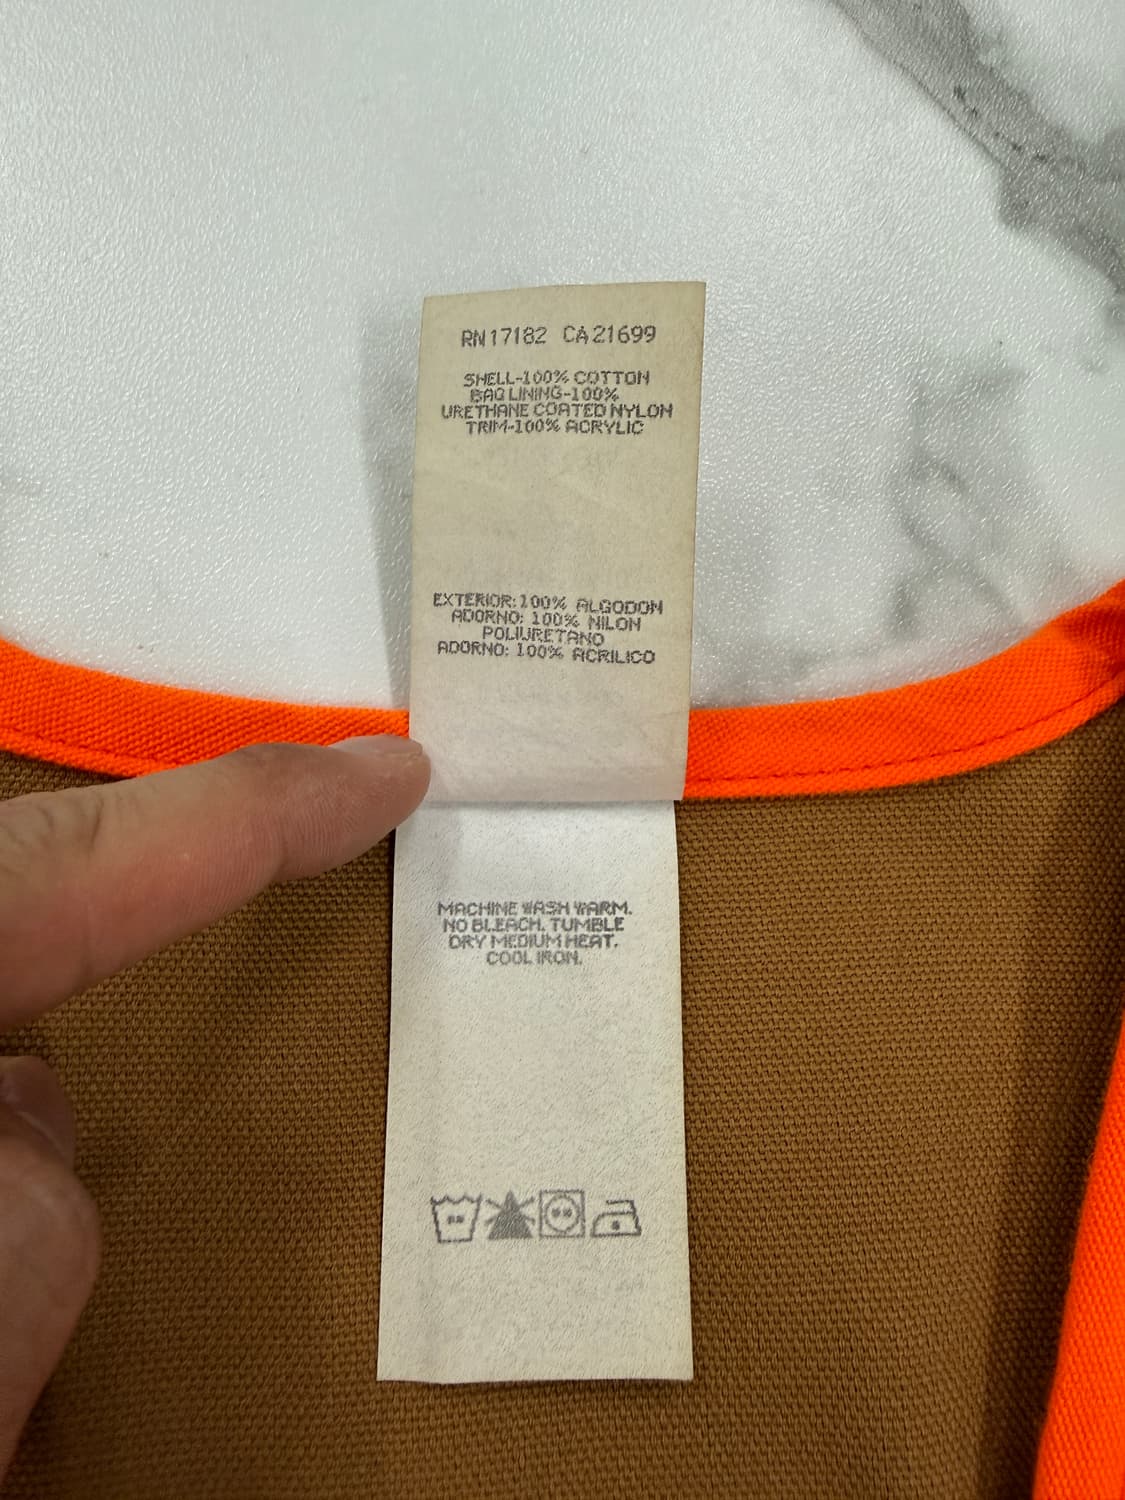 RN17182 CA21699
SHELL-100% COTTON
BAG LINING-100%
URETHANE COATED NYLON
TRIM-100% ACRYLIC
EXTERIOR: 100% ALGODON
ADORNO: 100% NILON
POLIURETANO
ADORNO: 100% ACRILICO
MACHINE WASH WARM.
NO BLEACH. TUMBLE
DRY MEDIUM HEAT.
COOL IRON.